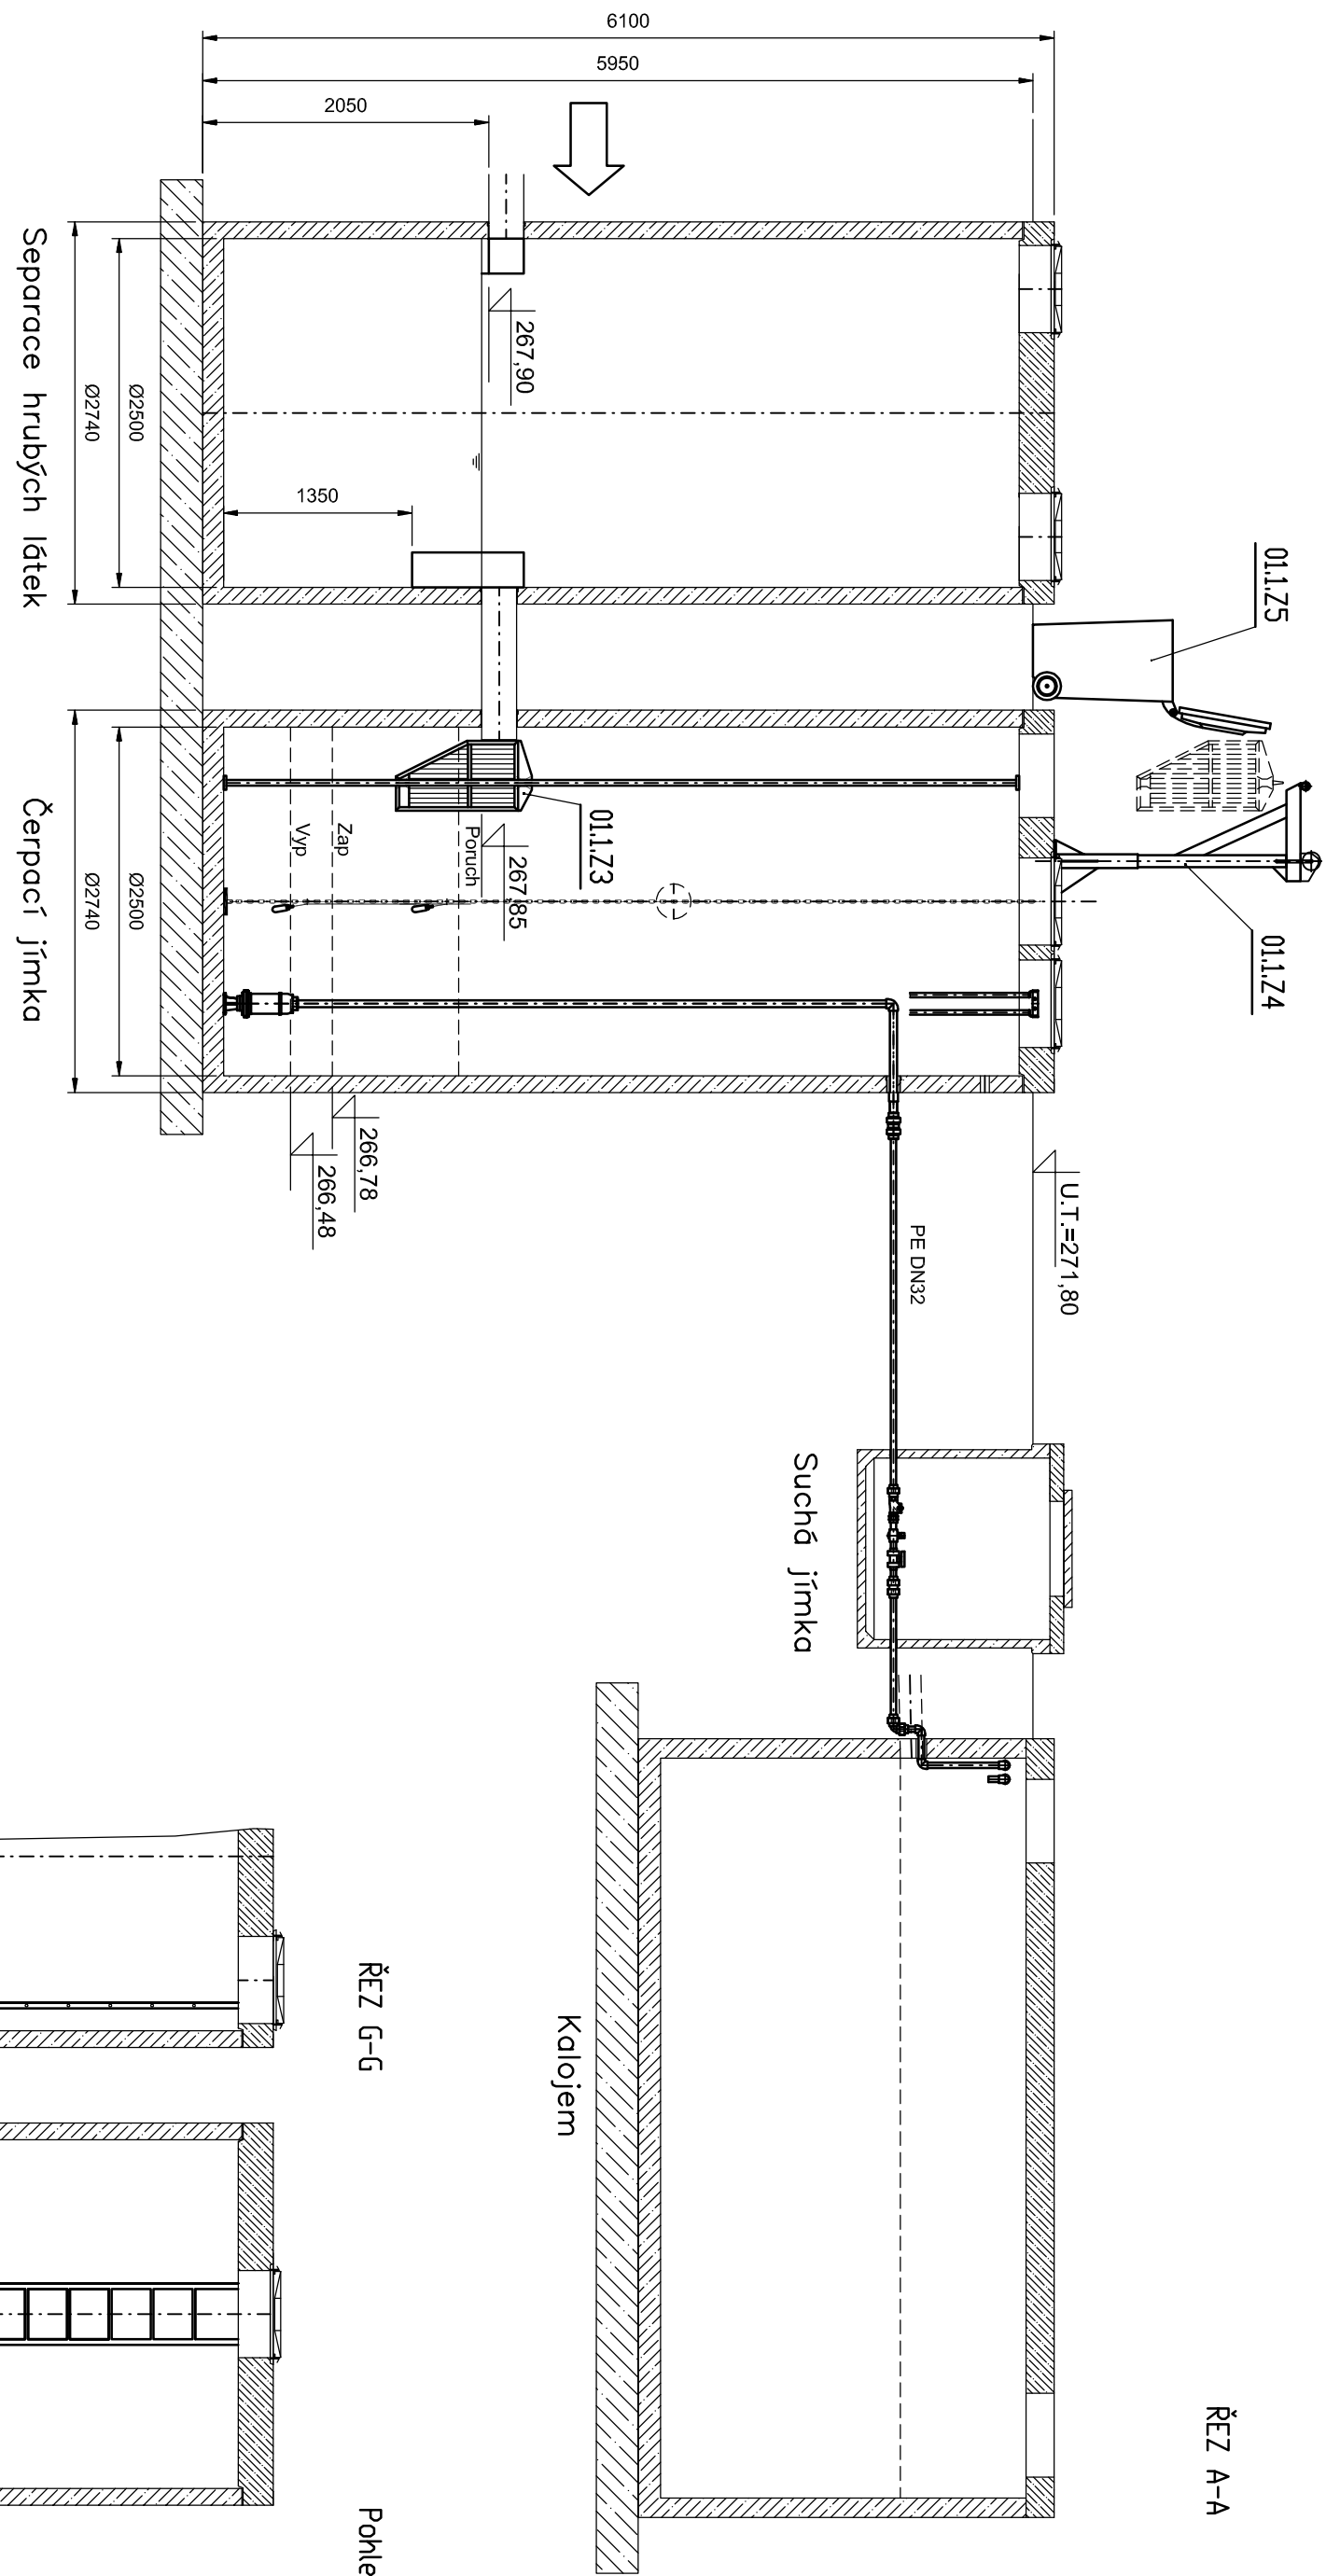 ŘEZ A-A
01.1.Z5
01.1.Z4
6100
5950
2050
267,90
1350
01.1.Z3
267,85
Poruch
Zap
Vyp
266,78
266,48
U.T.=271,80
PE DN32
Ø2500
Ø2740
Ø2500
Ø2740
Separace hrubých látek
Čerpací jímka
Suchá jímka
Kalojem
ŘEZ G-G
Pohle